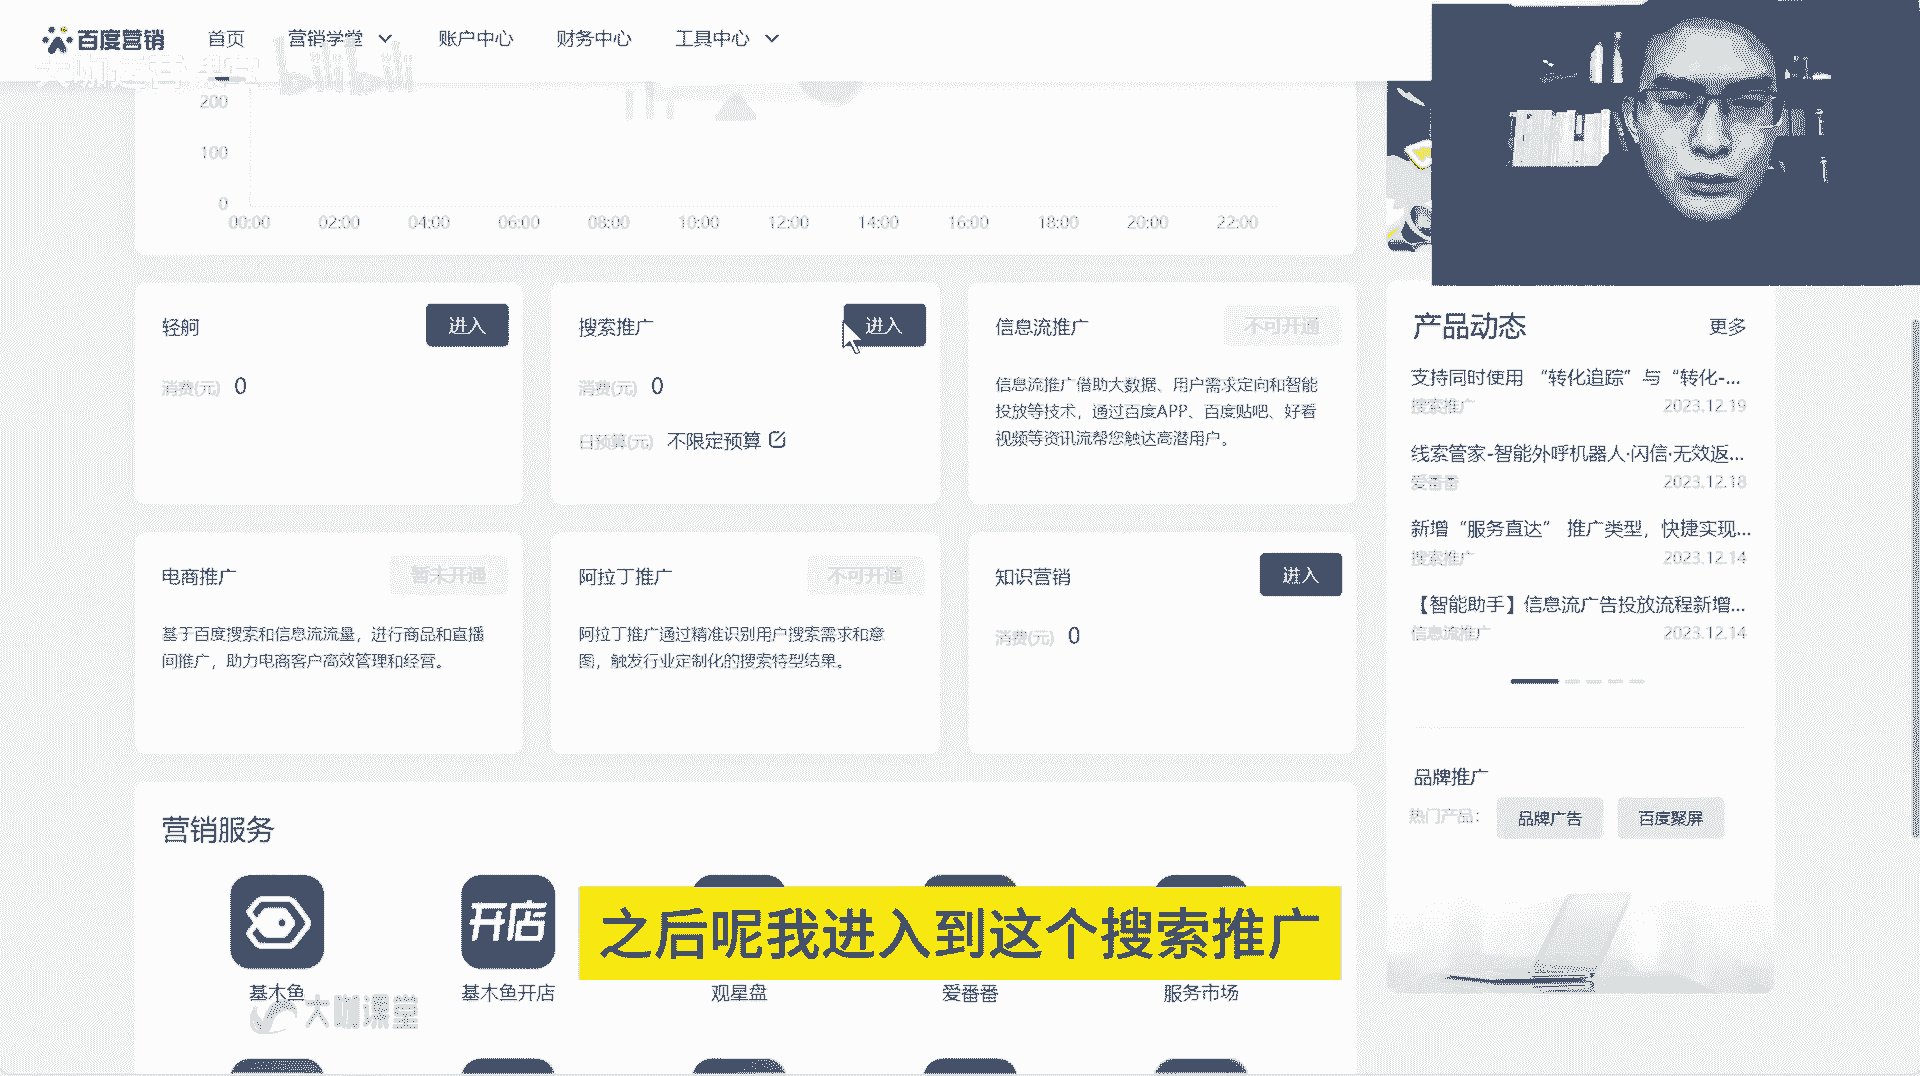 百度营销
首页
营销学堂
账户中心
财务中心
工具中心
bilibili
200
100
0
00:00 02:00 04:00 06:00 08:00 10:00 12:00 14:00 16:00 18:00 20:00 22:00
轻舸
进入
消费(元) 0
搜索推广
进入
消费(元) 0
日预算(元) 不限定预算
信息流推广
不可开通
信息流推广借助大数据、用户需求定向和智能
投放等技术，通过百度APP、百度贴吧、好看
视频等资讯流帮您触达高潜用户。
电商推广
暂未开通
基于百度搜索和信息流流量，进行商品和直播
间推广，助力电商客户高效管理和经营。
阿拉丁推广
不可开通
阿拉丁推广通过精准识别用户搜索需求和意
图，触发行业定制化的搜索特型结果。
知识营销
进入
消费(元) 0
产品动态
更多
支持同时使用 “转化追踪” 与 “转化-...
搜索推广 2023.12.19
线索管家-智能外呼机器人·闪信·无效返...
爱番番 2023.12.18
新增“服务直达” 推广类型，快捷实现...
搜索推广 2023.12.14
【智能助手】信息流广告投放流程新增...
信息流推广 2023.12.14
品牌推广
热门产品:
品牌广告
百度聚屏
营销服务
开店
之后呢我进入到这个搜索推广
基木鱼
基木鱼开店
观星盘
爱番番
服务市场
大咖课堂